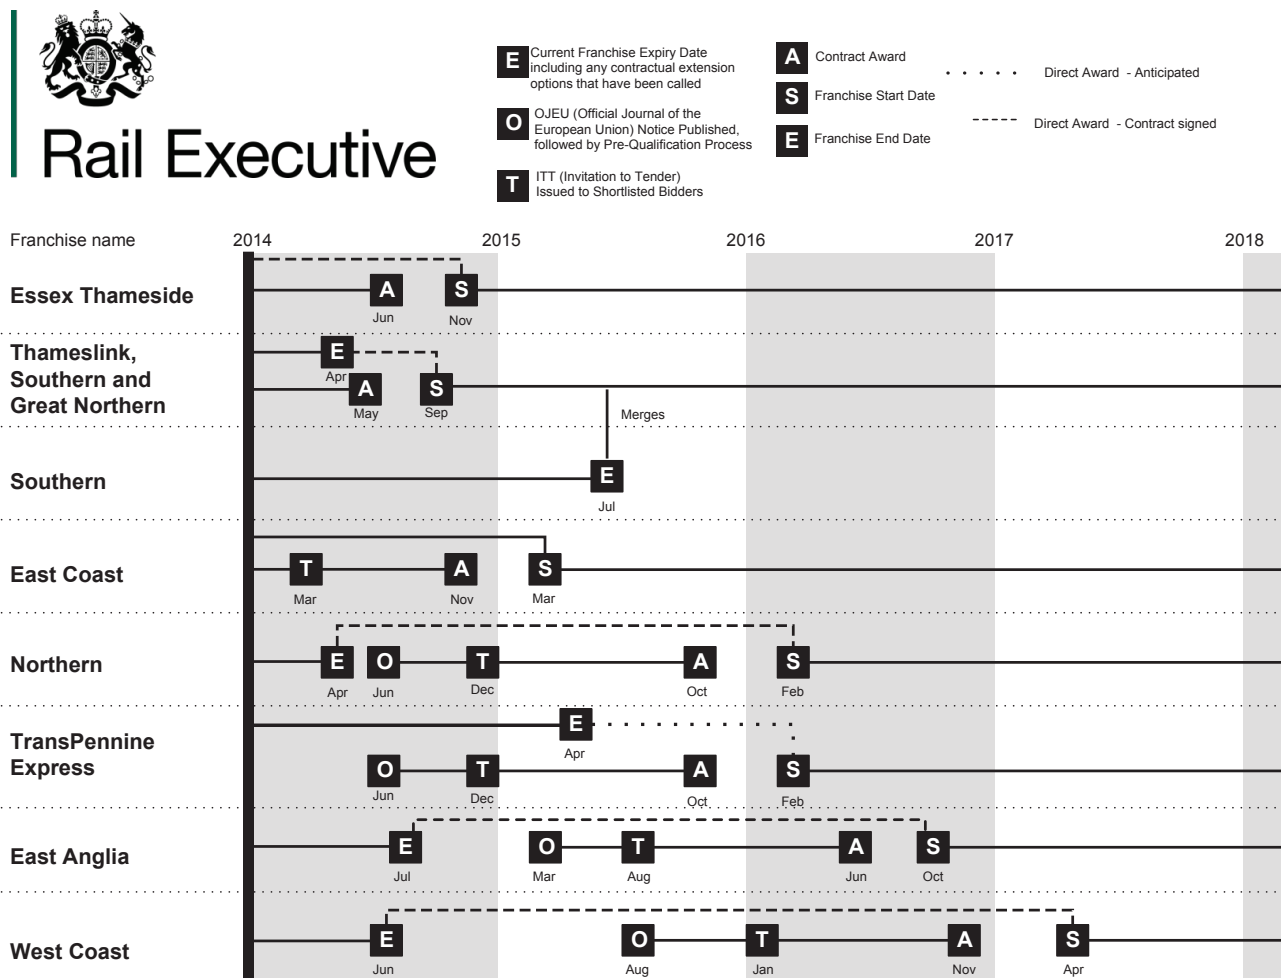 Rail Executive
E Current Franchise Expiry Date
including any contractual extension
options that have been called
O OJEU (Official Journal of the
European Union) Notice Published,
followed by Pre-Qualification Process
T ITT (Invitation to Tender)
Issued to Shortlisted Bidders
A Contract Award
S Franchise Start Date
E Franchise End Date
Direct Award - Anticipated
Direct Award - Contract signed
Franchise name 2014 2015 2016 2017 2018
Essex Thameside
A S
Jun Nov
Thameslink,
Southern and
Great Northern
E
Apr
A S
May Sep
Merges
Southern
E
Jul
East Coast
T A S
Mar Nov Mar
Northern
E O T A S
Apr Jun Dec Oct Feb
TransPennine
Express
E
Apr
O T A S
Jun Dec Oct Feb
East Anglia
E O T A S
Jul Mar Aug Jun Oct
West Coast
E O T A S
Jun Aug Jan Nov Apr